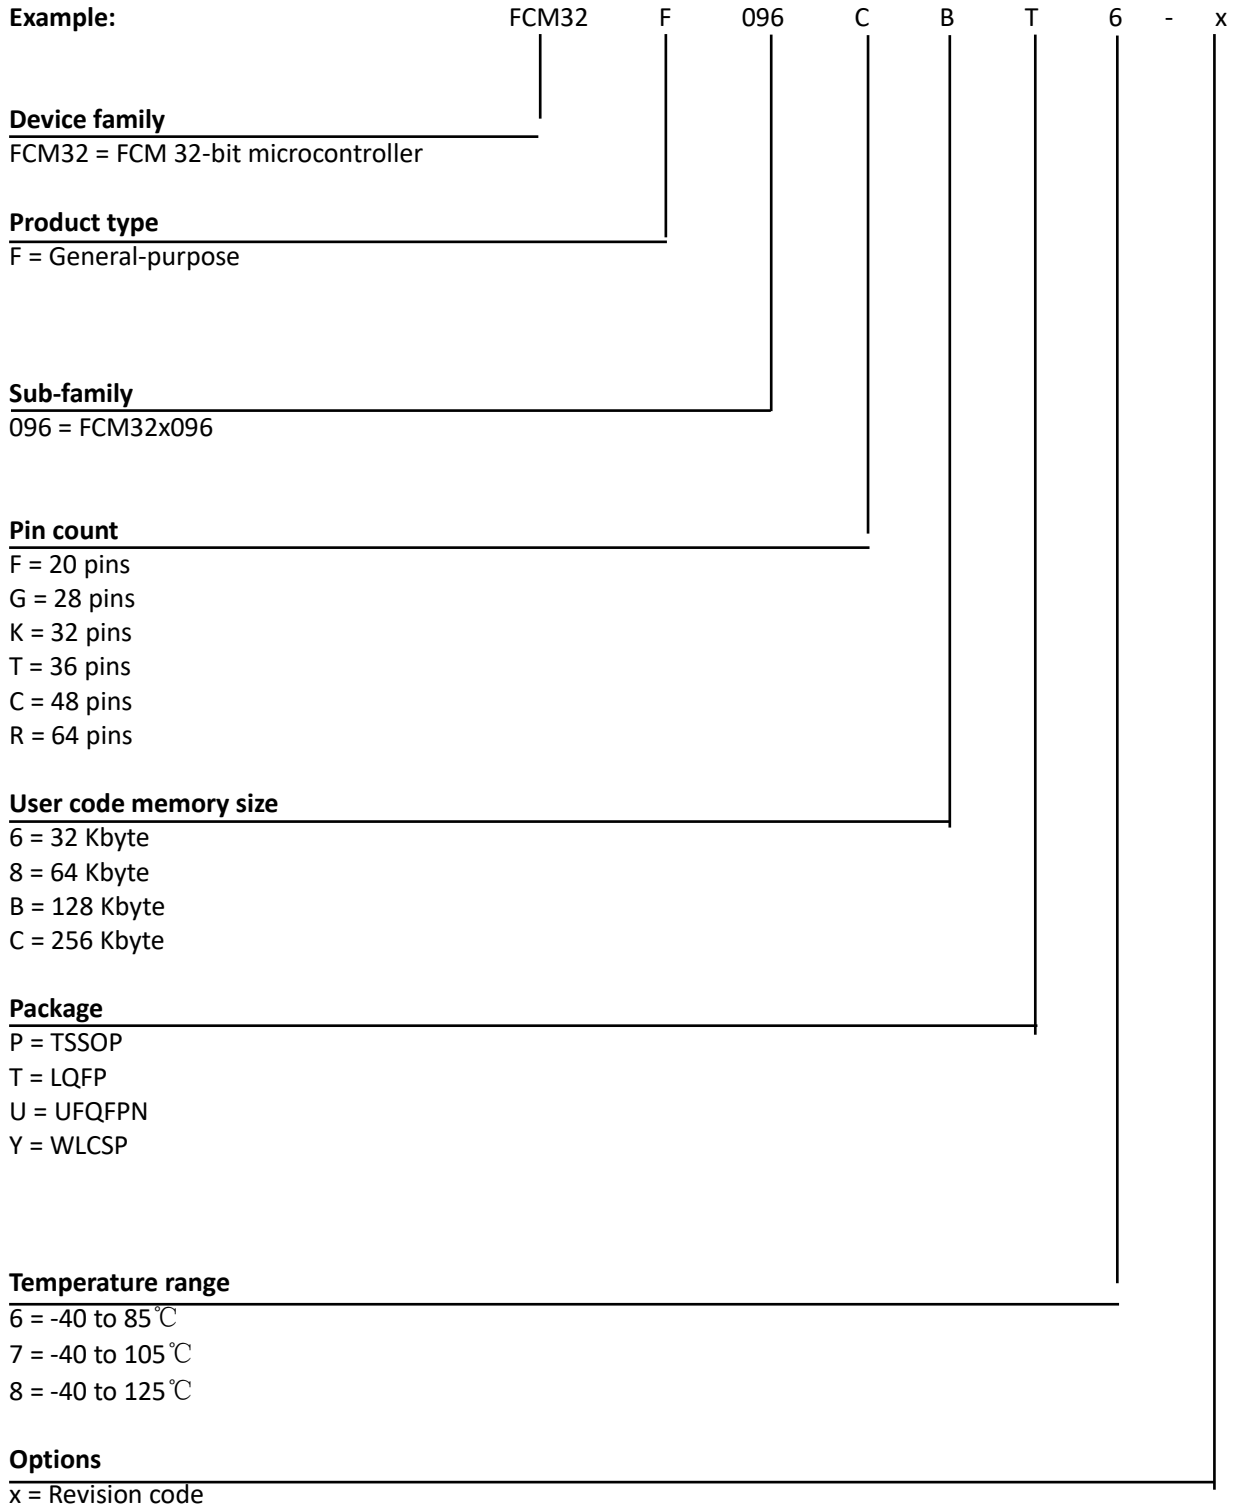 Example: FCM32 F 096 C B T 6 - x
Device family
FCM32 = FCM 32-bit microcontroller
Product type
F = General-purpose
Sub-family
096 = FCM32x096
Pin count
F = 20 pins
G = 28 pins
K = 32 pins
T = 36 pins
C = 48 pins
R = 64 pins
User code memory size
6 = 32 Kbyte
8 = 64 Kbyte
B = 128 Kbyte
C = 256 Kbyte
Package
P = TSSOP
T = LQFP
U = UFQFPN
Y = WLCSP
Temperature range
6 = -40 to 85℃
7 = -40 to 105℃
8 = -40 to 125℃
Options
x = Revision code